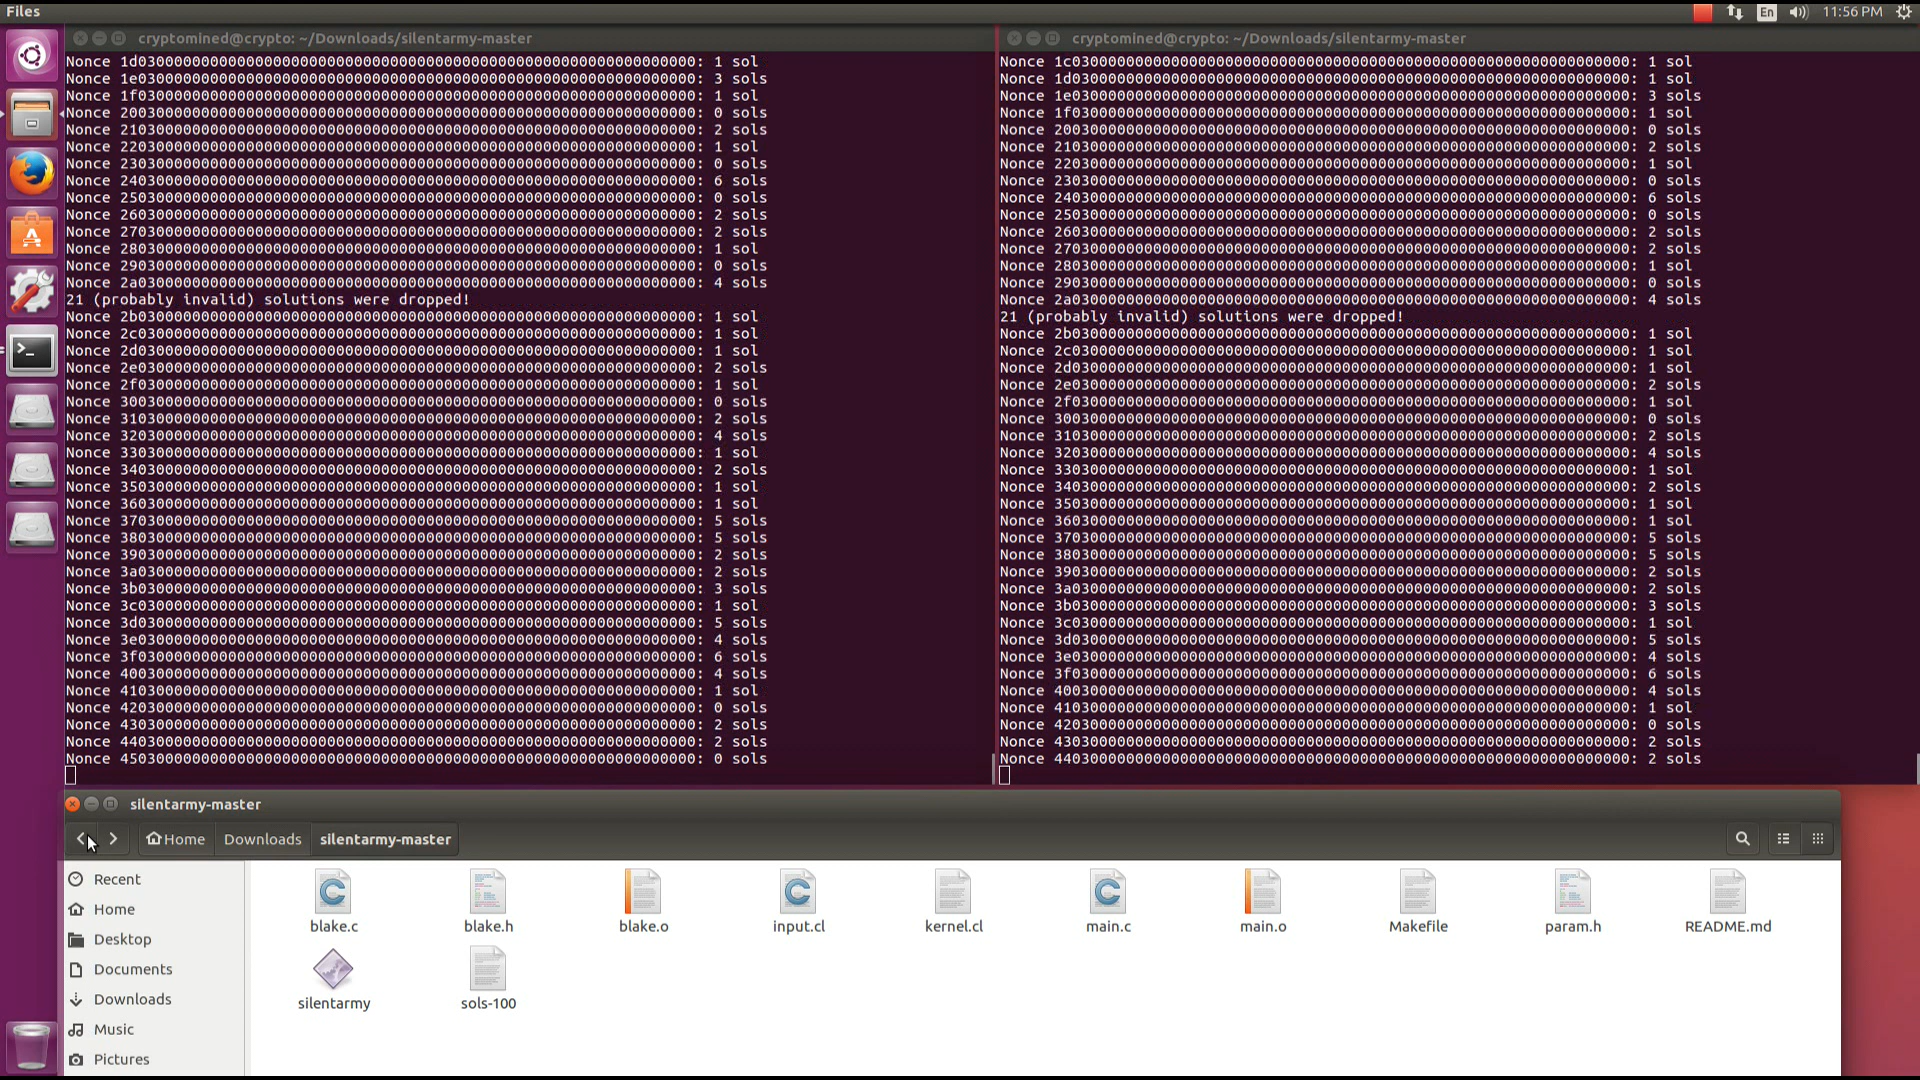 Files
En
11:56 PM
cryptomined@crypto: ~/Downloads/silentarmy-master
Nonce 1d03000000000000000000000000000000000000000000000000000000000000: 1 sol
Nonce 1e03000000000000000000000000000000000000000000000000000000000000: 3 sols
Nonce 1f03000000000000000000000000000000000000000000000000000000000000: 1 sol
Nonce 2003000000000000000000000000000000000000000000000000000000000000: 0 sols
Nonce 2103000000000000000000000000000000000000000000000000000000000000: 2 sols
Nonce 2203000000000000000000000000000000000000000000000000000000000000: 1 sol
Nonce 2303000000000000000000000000000000000000000000000000000000000000: 0 sols
Nonce 2403000000000000000000000000000000000000000000000000000000000000: 6 sols
Nonce 2503000000000000000000000000000000000000000000000000000000000000: 0 sols
Nonce 2603000000000000000000000000000000000000000000000000000000000000: 2 sols
Nonce 2703000000000000000000000000000000000000000000000000000000000000: 2 sols
Nonce 2803000000000000000000000000000000000000000000000000000000000000: 1 sol
Nonce 2903000000000000000000000000000000000000000000000000000000000000: 0 sols
Nonce 2a03000000000000000000000000000000000000000000000000000000000000: 4 sols
21 (probably invalid) solutions were dropped!
Nonce 2b03000000000000000000000000000000000000000000000000000000000000: 1 sol
Nonce 2c03000000000000000000000000000000000000000000000000000000000000: 1 sol
Nonce 2d03000000000000000000000000000000000000000000000000000000000000: 1 sol
Nonce 2e03000000000000000000000000000000000000000000000000000000000000: 2 sols
Nonce 2f03000000000000000000000000000000000000000000000000000000000000: 1 sol
Nonce 3003000000000000000000000000000000000000000000000000000000000000: 0 sols
Nonce 3103000000000000000000000000000000000000000000000000000000000000: 2 sols
Nonce 3203000000000000000000000000000000000000000000000000000000000000: 4 sols
Nonce 3303000000000000000000000000000000000000000000000000000000000000: 1 sol
Nonce 3403000000000000000000000000000000000000000000000000000000000000: 2 sols
Nonce 3503000000000000000000000000000000000000000000000000000000000000: 1 sol
Nonce 3603000000000000000000000000000000000000000000000000000000000000: 1 sol
Nonce 3703000000000000000000000000000000000000000000000000000000000000: 5 sols
Nonce 3803000000000000000000000000000000000000000000000000000000000000: 5 sols
Nonce 3903000000000000000000000000000000000000000000000000000000000000: 2 sols
Nonce 3a03000000000000000000000000000000000000000000000000000000000000: 2 sols
Nonce 3b03000000000000000000000000000000000000000000000000000000000000: 3 sols
Nonce 3c03000000000000000000000000000000000000000000000000000000000000: 1 sol
Nonce 3d03000000000000000000000000000000000000000000000000000000000000: 5 sols
Nonce 3e03000000000000000000000000000000000000000000000000000000000000: 4 sols
Nonce 3f03000000000000000000000000000000000000000000000000000000000000: 6 sols
Nonce 4003000000000000000000000000000000000000000000000000000000000000: 4 sols
Nonce 4103000000000000000000000000000000000000000000000000000000000000: 1 sol
Nonce 4203000000000000000000000000000000000000000000000000000000000000: 0 sols
Nonce 4303000000000000000000000000000000000000000000000000000000000000: 2 sols
Nonce 4403000000000000000000000000000000000000000000000000000000000000: 2 sols
Nonce 4503000000000000000000000000000000000000000000000000000000000000: 0 sols
cryptomined@crypto: ~/Downloads/silentarmy-master
Nonce 1c03000000000000000000000000000000000000000000000000000000000000: 1 sol
Nonce 1d03000000000000000000000000000000000000000000000000000000000000: 1 sol
Nonce 1e03000000000000000000000000000000000000000000000000000000000000: 3 sols
Nonce 1f03000000000000000000000000000000000000000000000000000000000000: 1 sol
Nonce 2003000000000000000000000000000000000000000000000000000000000000: 0 sols
Nonce 2103000000000000000000000000000000000000000000000000000000000000: 2 sols
Nonce 2203000000000000000000000000000000000000000000000000000000000000: 1 sol
Nonce 2303000000000000000000000000000000000000000000000000000000000000: 0 sols
Nonce 2403000000000000000000000000000000000000000000000000000000000000: 6 sols
Nonce 2503000000000000000000000000000000000000000000000000000000000000: 0 sols
Nonce 2603000000000000000000000000000000000000000000000000000000000000: 2 sols
Nonce 2703000000000000000000000000000000000000000000000000000000000000: 2 sols
Nonce 2803000000000000000000000000000000000000000000000000000000000000: 1 sol
Nonce 2903000000000000000000000000000000000000000000000000000000000000: 0 sols
Nonce 2a03000000000000000000000000000000000000000000000000000000000000: 4 sols
21 (probably invalid) solutions were dropped!
Nonce 2b03000000000000000000000000000000000000000000000000000000000000: 1 sol
Nonce 2c03000000000000000000000000000000000000000000000000000000000000: 1 sol
Nonce 2d03000000000000000000000000000000000000000000000000000000000000: 1 sol
Nonce 2e03000000000000000000000000000000000000000000000000000000000000: 2 sols
Nonce 2f03000000000000000000000000000000000000000000000000000000000000: 1 sol
Nonce 3003000000000000000000000000000000000000000000000000000000000000: 0 sols
Nonce 3103000000000000000000000000000000000000000000000000000000000000: 2 sols
Nonce 3203000000000000000000000000000000000000000000000000000000000000: 4 sols
Nonce 3303000000000000000000000000000000000000000000000000000000000000: 1 sol
Nonce 3403000000000000000000000000000000000000000000000000000000000000: 2 sols
Nonce 3503000000000000000000000000000000000000000000000000000000000000: 1 sol
Nonce 3603000000000000000000000000000000000000000000000000000000000000: 1 sol
Nonce 3703000000000000000000000000000000000000000000000000000000000000: 5 sols
Nonce 3803000000000000000000000000000000000000000000000000000000000000: 5 sols
Nonce 3903000000000000000000000000000000000000000000000000000000000000: 2 sols
Nonce 3a03000000000000000000000000000000000000000000000000000000000000: 2 sols
Nonce 3b03000000000000000000000000000000000000000000000000000000000000: 3 sols
Nonce 3c03000000000000000000000000000000000000000000000000000000000000: 1 sol
Nonce 3d03000000000000000000000000000000000000000000000000000000000000: 5 sols
Nonce 3e03000000000000000000000000000000000000000000000000000000000000: 4 sols
Nonce 3f03000000000000000000000000000000000000000000000000000000000000: 6 sols
Nonce 4003000000000000000000000000000000000000000000000000000000000000: 4 sols
Nonce 4103000000000000000000000000000000000000000000000000000000000000: 1 sol
Nonce 4203000000000000000000000000000000000000000000000000000000000000: 0 sols
Nonce 4303000000000000000000000000000000000000000000000000000000000000: 2 sols
Nonce 4403000000000000000000000000000000000000000000000000000000000000: 2 sols
silentarmy-master
Home Downloads silentarmy-master
Recent
Home
Desktop
Documents
Downloads
Music
Pictures
blake.c blake.h blake.o input.cl kernel.cl main.c main.o Makefile param.h README.md
silentarmy sols-100